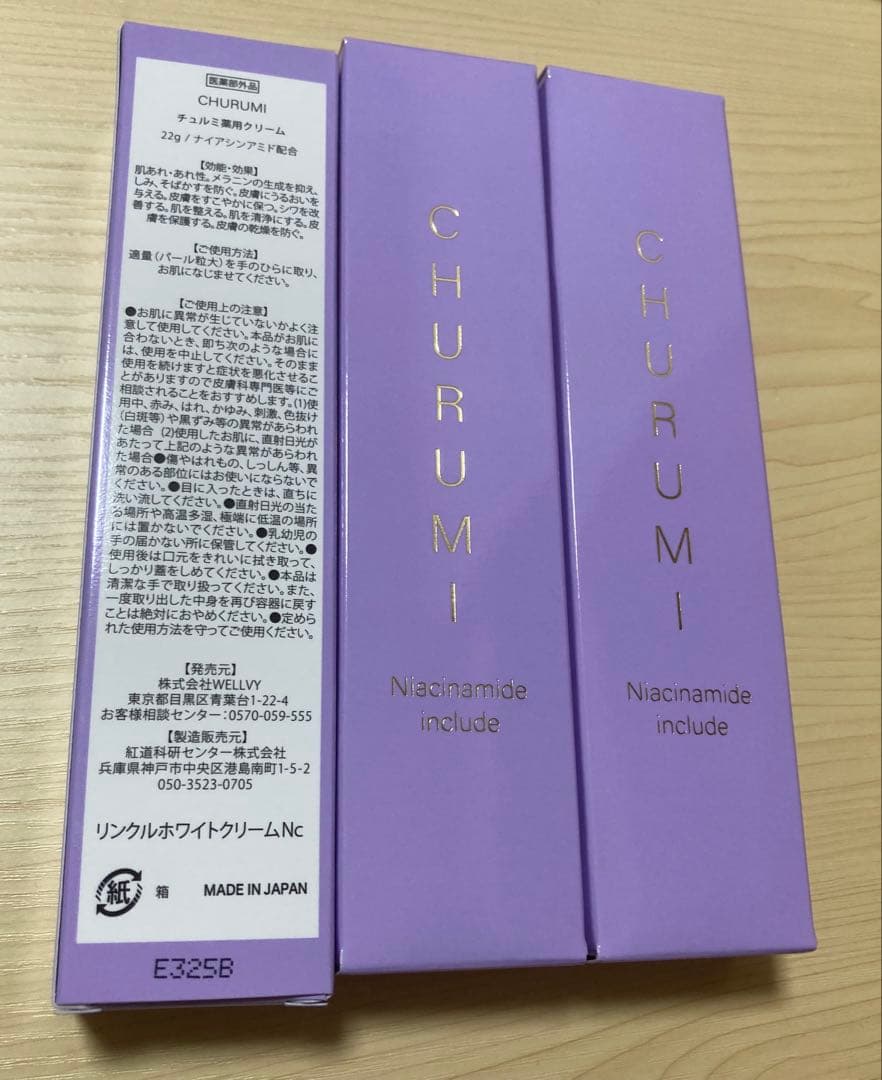 医薬部外品
CHURUMI
チュルミ薬用クリーム
22g / ナイアシンアミド配合
【効能・効果】
肌あれ・あれ性。メラニンの生成を抑え、
しみ、そばかすを防ぐ。皮膚にうるおいを
与える。皮膚をすこやかに保つ。シワを改
善する。肌を整える。肌を清浄にする。皮
膚を保護する。皮膚の乾燥を防ぐ。
【ご使用方法】
適量（パール粒大）を手のひらに取り、
お肌になじませてください。
【ご使用上の注意】
●お肌に異常が生じていないかよく注
意して使用してください。本品がお肌に
合わないとき、即ち次のような場合に
は、使用を中止してください。そのまま
使用を続けますと症状を悪化させるこ
とがありますので皮膚科専門医等にご
相談されることをおすすめします。(1)使
用中、赤み、はれ、かゆみ、刺激、色抜け
(白斑等)や黒ずみ等の異常があらわれ
た場合 (2)使用したお肌に、直射日光が
あたって上記のような異常があらわれ
た場合●傷やはれもの、しっしん等、異
常のある部位にはお使いにならないで
ください。●目に入ったときは、直ちに
洗い流してください。●直射日光の当た
る場所や高温多湿、極端に低温の場所
には置かないでください。●乳幼児の
手の届かない所に保管してください。●
使用後は口元をきれいに拭き取って、
しっかり蓋をしめてください。●本品は
清潔な手で取り扱ってください。また、
一度取り出した中身を再び容器に戻す
ことは絶対におやめください。●定めら
れた使用方法を守ってご使用ください。
【発売元】
株式会社WELLVY
東京都目黒区青葉台1-22-4
お客様相談センター：0570-059-555
【製造販売元】
紅道科研センター株式会社
兵庫県神戸市中央区港島南町1-5-2
050-3523-0705
リンクルホワイトクリームNc
紙 箱 MADE IN JAPAN
E325B
CHURUMI
Niacinamide
include
CHURUMI
Niacinamide
include